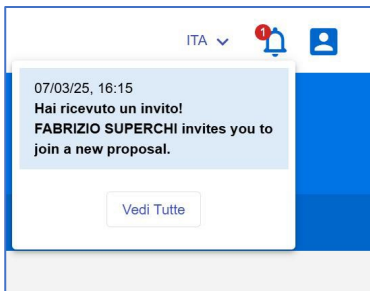 ITA
1
07/03/25, 16:15
Hai ricevuto un invito!
FABRIZIO SUPERCHI invites you to
join a new proposal.
Vedi Tutte